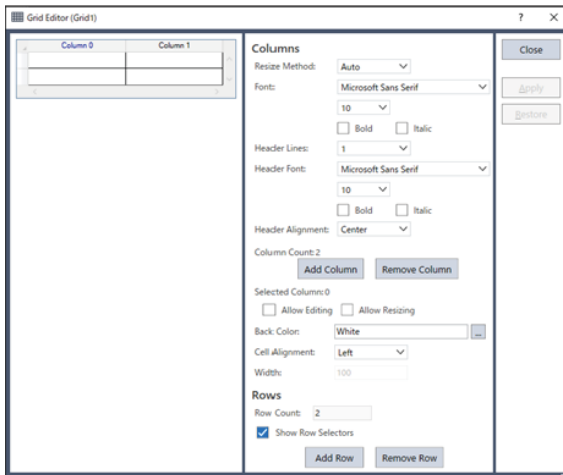 Grid Editor (Grid1)
? X
Column 0 Column 1
Columns
Resize Method: Auto
Font: Microsoft Sans Serif
10
Bold Italic
Header Lines: 1
Header Font: Microsoft Sans Serif
10
Bold Italic
Header Alignment: Center
Column Count:2
Add Column Remove Column
Selected Column:0
Allow Editing Allow Resizing
Back Color: White ...
Cell Alignment: Left
Width: 100
Rows
Row Count: 2
Show Row Selectors
Add Row Remove Row
Close
Apply
Restore